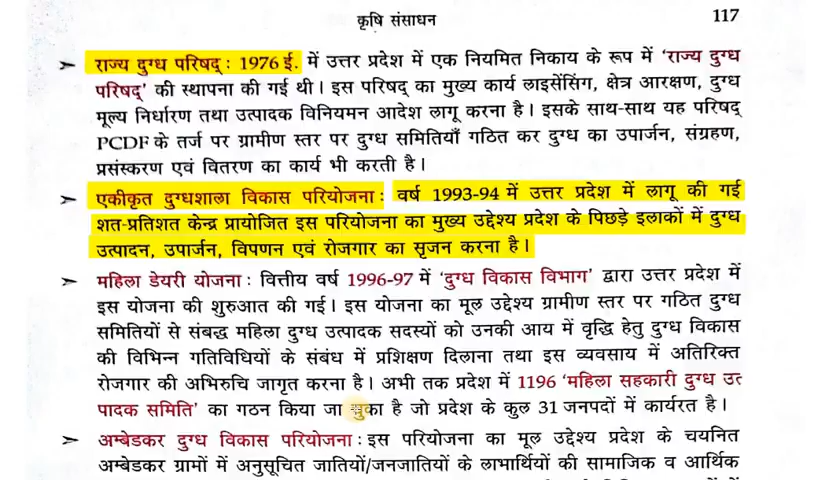 कृषि संसाधन
117
➢ राज्य दुग्ध परिषद् : 1976 ई. में उत्तर प्रदेश में एक नियमित निकाय के रूप में 'राज्य दुग्ध
परिषद्' की स्थापना की गई थी। इस परिषद् का मुख्य कार्य लाइसेंसिंग, क्षेत्र आरक्षण, दुग्ध
मूल्य निर्धारण तथा उत्पादक विनियमन आदेश लागू करना है। इसके साथ-साथ यह परिषद्
PCDF के तर्ज पर ग्रामीण स्तर पर दुग्ध समितियाँ गठित कर दुग्ध का उपार्जन, संग्रहण,
प्रसंस्करण एवं वितरण का कार्य भी करती है।
➢ एकीकृत दुग्धशाला विकास परियोजना : वर्ष 1993-94 में उत्तर प्रदेश में लागू की गई
शत-प्रतिशत केन्द्र प्रायोजित इस परियोजना का मुख्य उद्देश्य प्रदेश के पिछड़े इलाकों में दुग्ध
उत्पादन, उपार्जन, विपणन एवं रोजगार का सृजन करना है।
➢ महिला डेयरी योजना : वित्तीय वर्ष 1996-97 में 'दुग्ध विकास विभाग' द्वारा उत्तर प्रदेश में
इस योजना की शुरुआत की गई। इस योजना का मूल उद्देश्य ग्रामीण स्तर पर गठित दुग्ध
समितियों से संबद्ध महिला दुग्ध उत्पादक सदस्यों को उनकी आय में वृद्धि हेतु दुग्ध विकास
की विभिन्न गतिविधियों के संबंध में प्रशिक्षण दिलाना तथा इस व्यवसाय में अतिरिक्त
रोजगार की अभिरुचि जागृत करना है। अभी तक प्रदेश में 1196 'महिला सहकारी दुग्ध उत
पादक समिति' का गठन किया जा चुका है जो प्रदेश के कुल 31 जनपदों में कार्यरत है।
➢ अम्बेडकर दुग्ध विकास परियोजना : इस परियोजना का मूल उद्देश्य प्रदेश के चयनित
अम्बेडकर ग्रामों में अनुसूचित जातियों/जनजातियों के लाभार्थियों की सामाजिक व आर्थिक